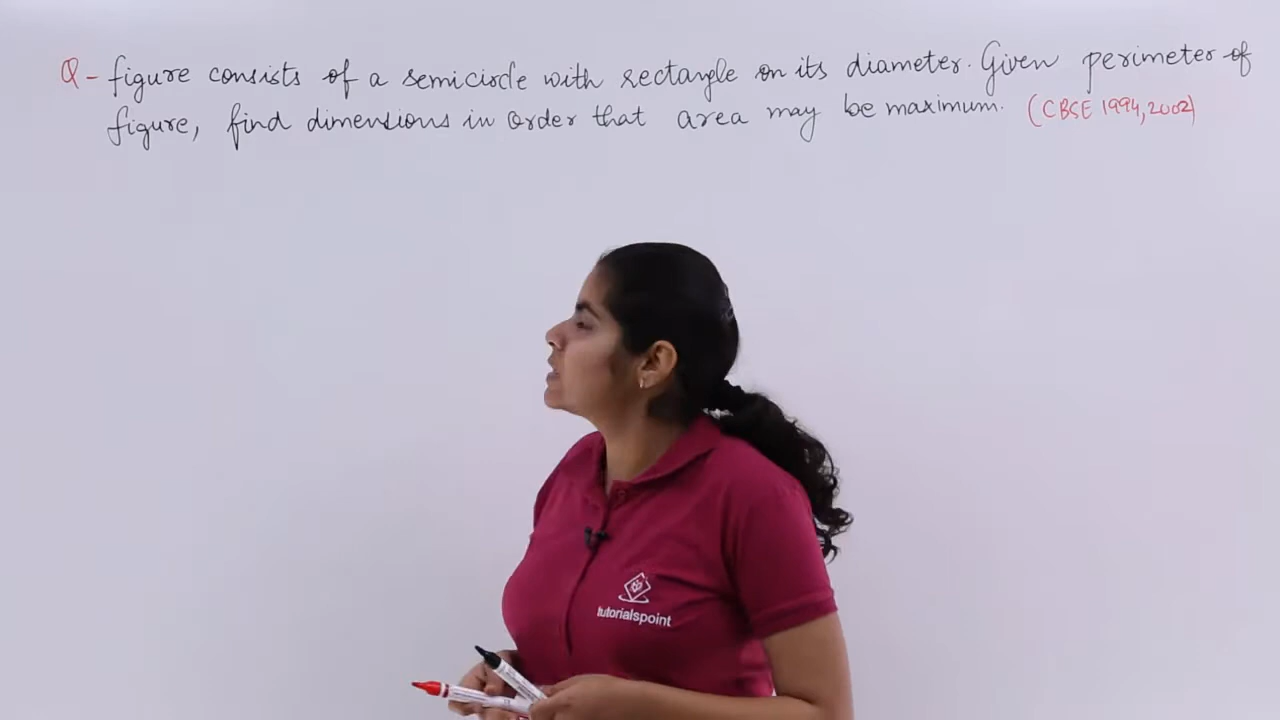 Q- figure consists of a semicircle with rectangle on its diameter. Given perimeter of
figure, find dimensions in order that area may be maximum. (CBSE 1994, 2002)
tutorialspoint